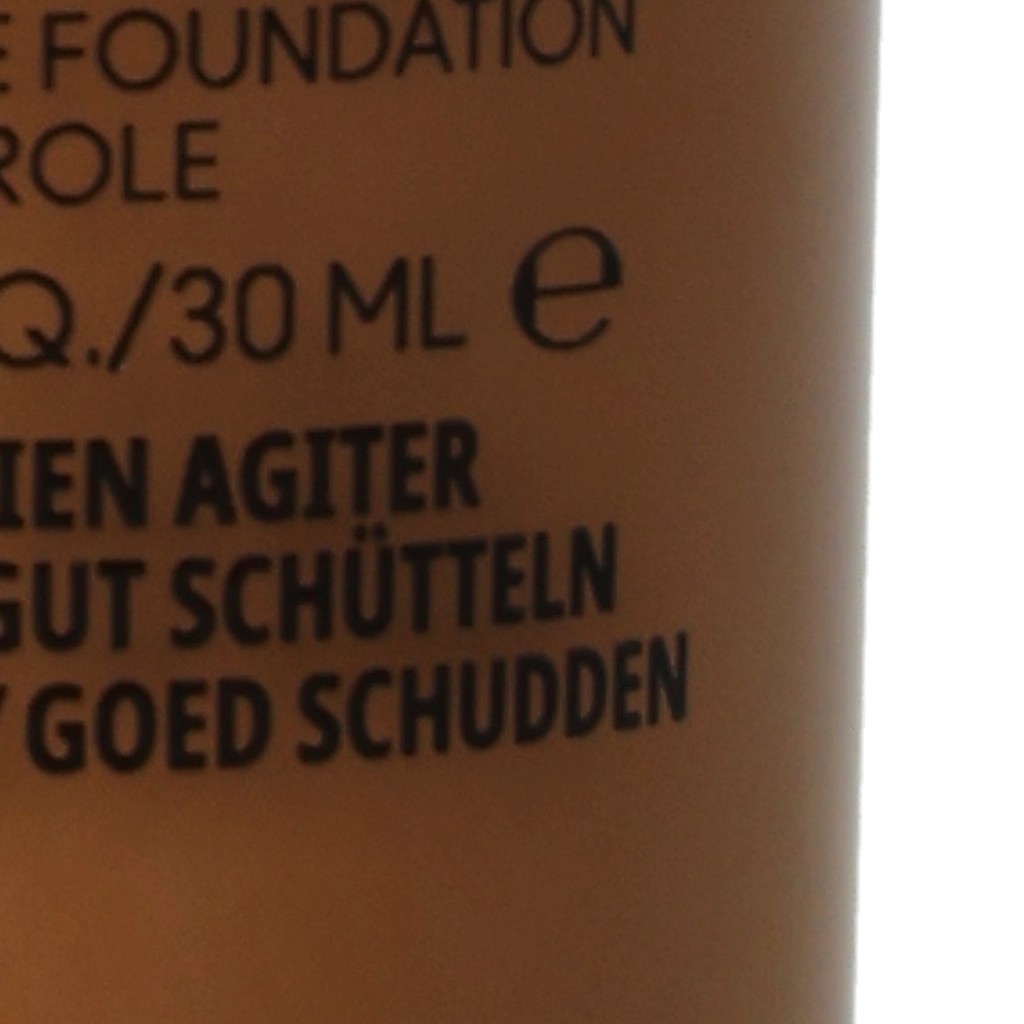 E FOUNDATION
ROLE
Q./30 ML e
IEN AGITER
GUT SCHÜTTELN
Y GOED SCHUDDEN